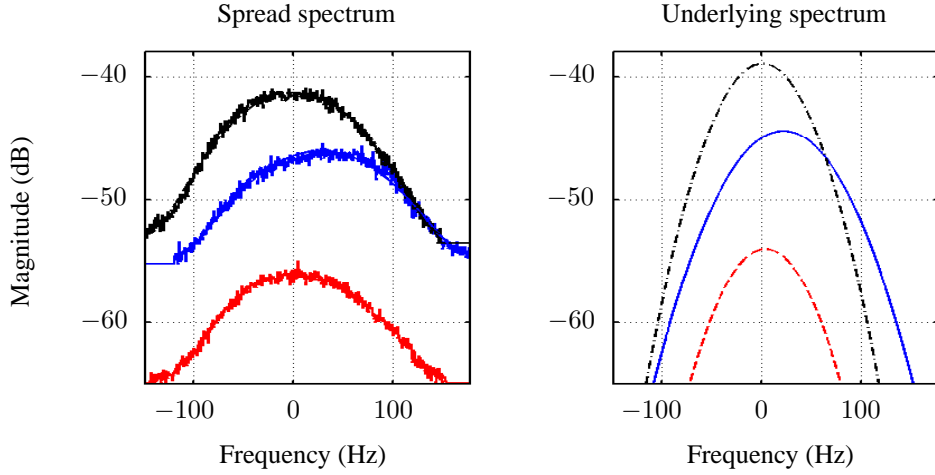 Spread spectrum
Underlying spectrum
Magnitude (dB)
−40
−50
−60
−100 0 100
Frequency (Hz)
−40
−50
−60
−100 0 100
Frequency (Hz)